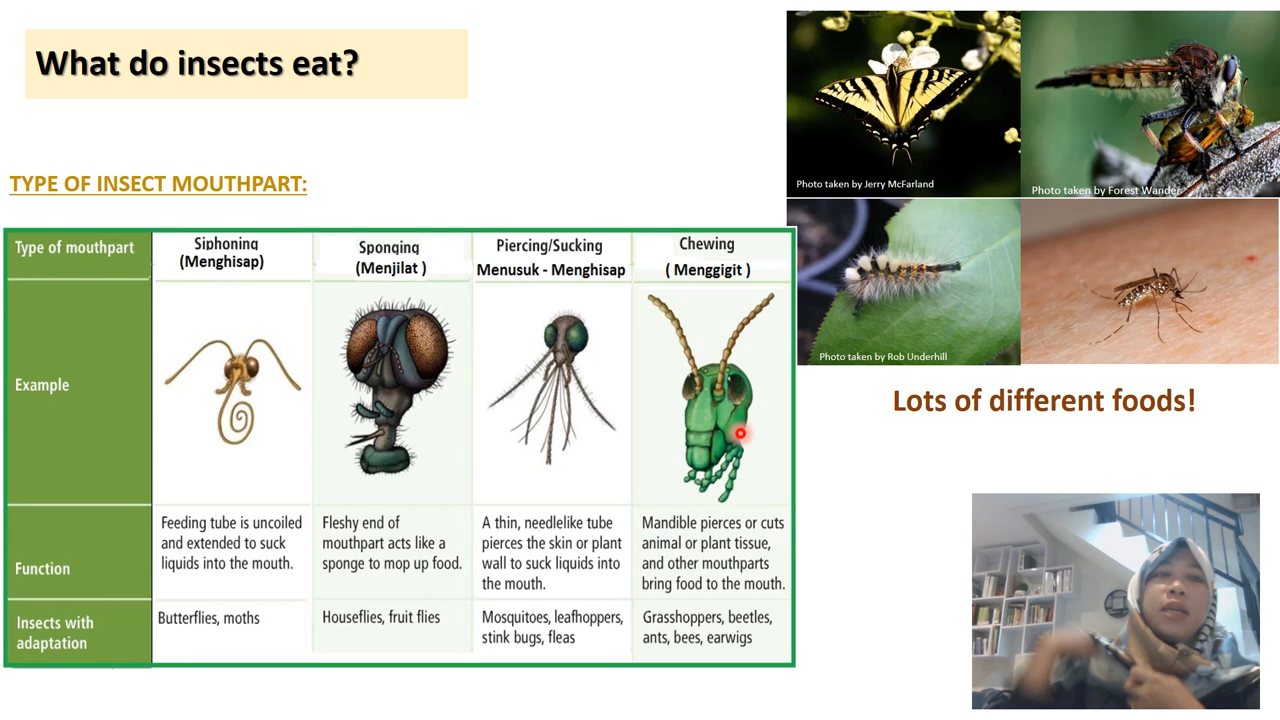 What do insects eat?
TYPE OF INSECT MOUTHPART:
Type of mouthpart
Siphoning
(Menghisap)
Sponging
(Menjilat )
Piercing/Sucking
Menusuk - Menghisap
Chewing
( Menggigit )
Example
Function
Feeding tube is uncoiled
and extended to suck
liquids into the mouth.
Fleshy end of
mouthpart acts like a
sponge to mop up food.
A thin, needlelike tube
pierces the skin or plant
wall to suck liquids into
the mouth.
Mandible pierces or cuts
animal or plant tissue,
and other mouthparts
bring food to the mouth.
Insects with
adaptation
Butterflies, moths
Houseflies, fruit flies
Mosquitoes, leafhoppers,
stink bugs, fleas
Grasshoppers, beetles,
ants, bees, earwigs
Photo taken by Jerry McFarland
Photo taken by Forest Wander
Photo taken by Rob Underhill
Lots of different foods!